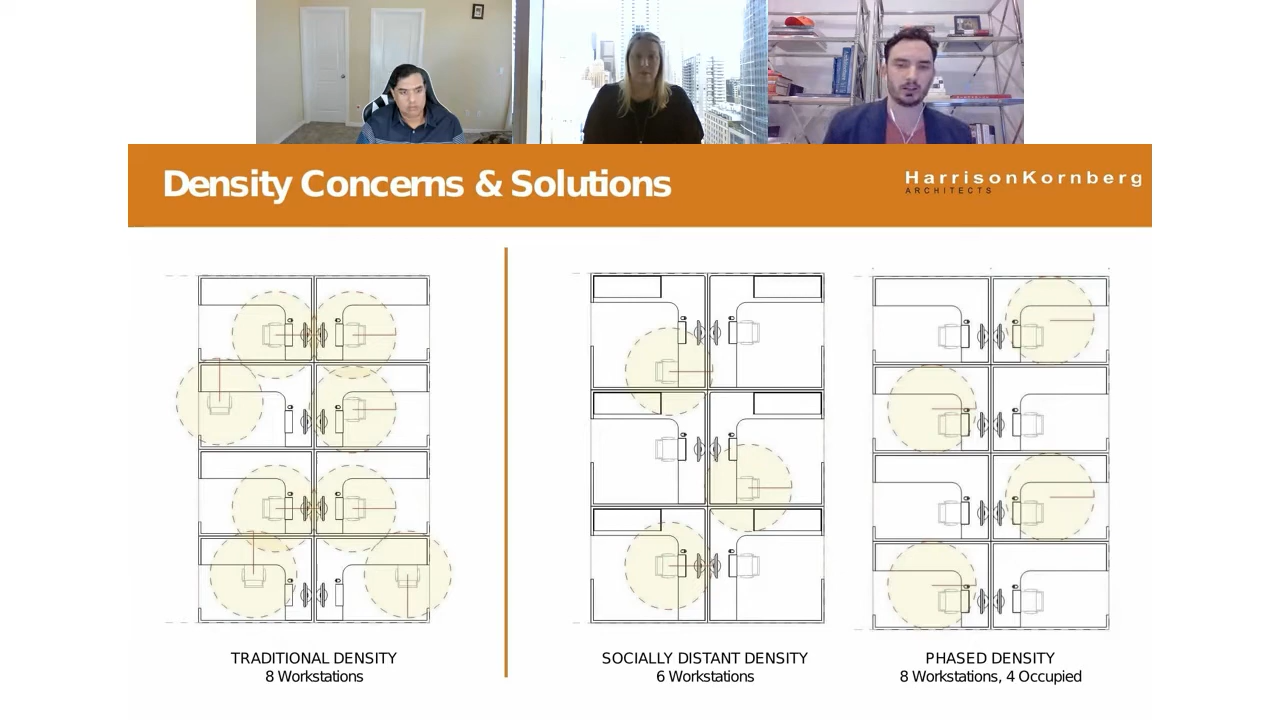 Density Concerns & Solutions
HarrisonKornberg
ARCHITECTS
TRADITIONAL DENSITY
8 Workstations
SOCIALLY DISTANT DENSITY
6 Workstations
PHASED DENSITY
8 Workstations, 4 Occupied